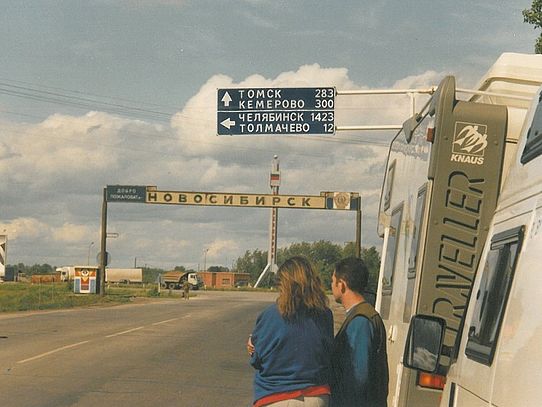 ТОМСК 283
КЕМЕРОВО 300
ЧЕЛЯБИНСК 1423
ТОЛМАЧЕВО 12
ДОБРО
ПОЖАЛОВАТЬ
НОВОСИБИРСК
KNAUS
TRAVELLER